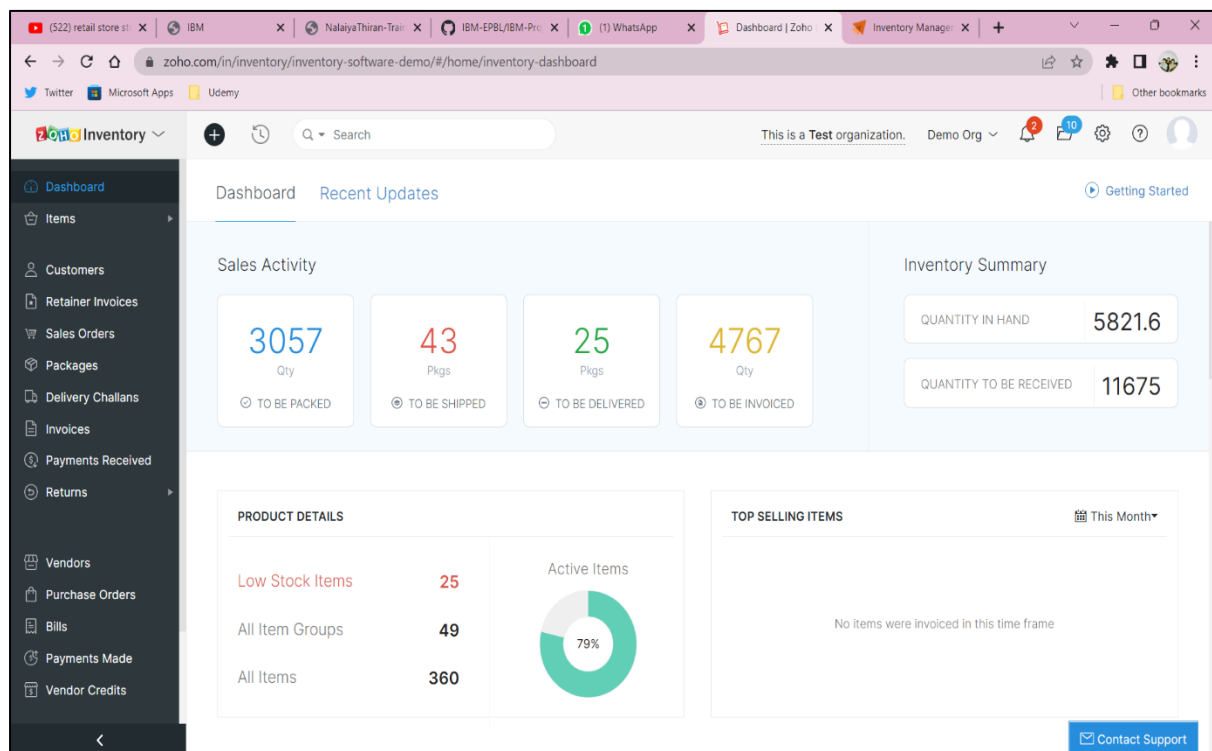 (522) retail store st
IBM
NalaiyaThiran-Train
IBM-EPBL/IBM-Pro
(1) WhatsApp
Dashboard | Zoho
Inventory Manage
zoho.com/in/inventory/inventory-software-demo/#/home/inventory-dashboard
Twitter
Microsoft Apps
Udemy
Other bookmarks
ZOHO Inventory
Search
This is a Test organization.
Demo Org
2
10
Dashboard
Items
Customers
Retainer Invoices
Sales Orders
Packages
Delivery Challans
Invoices
Payments Received
Returns
Vendors
Purchase Orders
Bills
Payments Made
Vendor Credits
Dashboard
Recent Updates
Getting Started
Sales Activity
3057
Qty
TO BE PACKED
43
Pkgs
TO BE SHIPPED
25
Pkgs
TO BE DELIVERED
4767
Qty
TO BE INVOICED
Inventory Summary
QUANTITY IN HAND 5821.6
QUANTITY TO BE RECEIVED 11675
PRODUCT DETAILS
Low Stock Items 25
All Item Groups 49
All Items 360
Active Items
79%
TOP SELLING ITEMS
This Month
No items were invoiced in this time frame
Contact Support